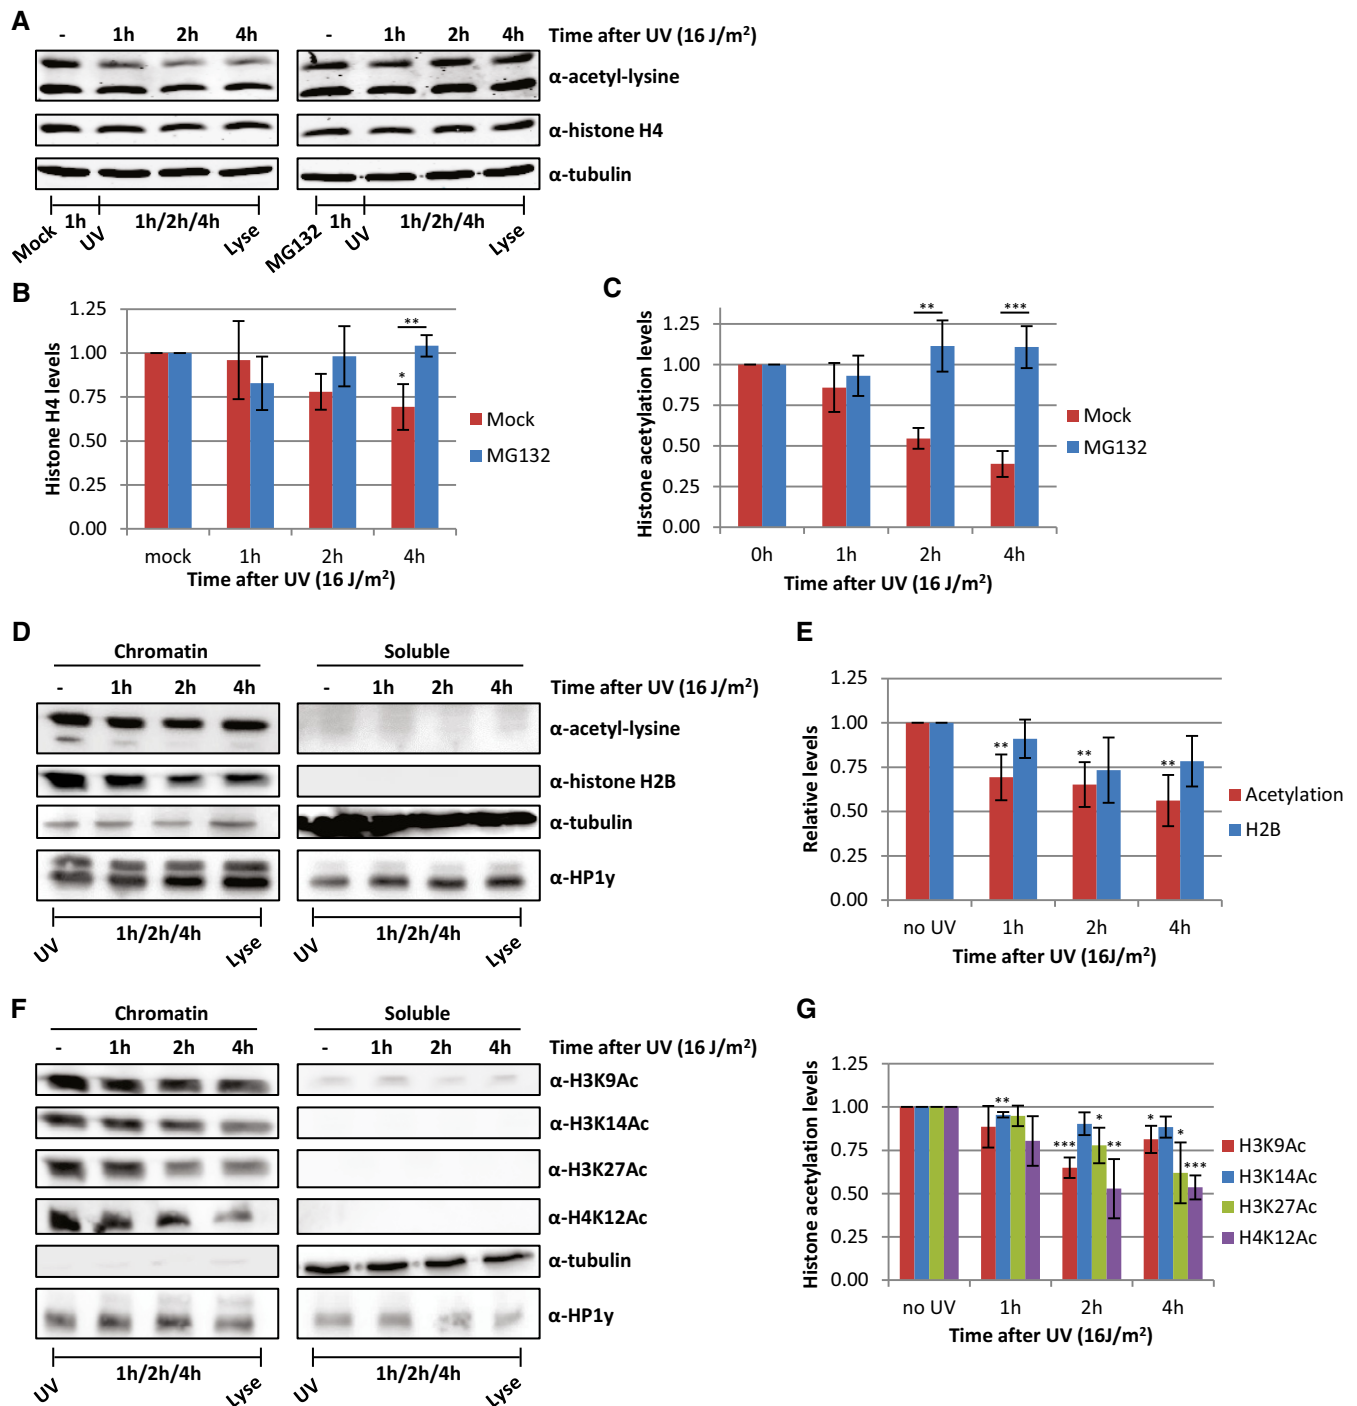 A
- 1h 2h 4h - 1h 2h 4h Time after UV (16 J/m²)
α-acetyl-lysine
α-histone H4
α-tubulin
Mock 1h UV 1h/2h/4h Lyse MG132 1h UV 1h/2h/4h Lyse
B
Histone H4 levels
1.25
1.00
0.75
0.50
0.25
0.00
**
*
Mock
MG132
mock 1h 2h 4h
Time after UV (16 J/m²)
C
Histone acetylation levels
1.25
1.00
0.75
0.50
0.25
0.00
** ***
Mock
MG132
0h 1h 2h 4h
Time after UV (16 J/m²)
D
Chromatin Soluble
- 1h 2h 4h - 1h 2h 4h Time after UV (16 J/m²)
α-acetyl-lysine
α-histone H2B
α-tubulin
α-HP1y
UV 1h/2h/4h Lyse UV 1h/2h/4h Lyse
E
Relative levels
1.25
1.00
0.75
0.50
0.25
0.00
** ** **
Acetylation
H2B
no UV 1h 2h 4h
Time after UV (16J/m²)
F
Chromatin Soluble
- 1h 2h 4h - 1h 2h 4h Time after UV (16 J/m²)
α-H3K9Ac
α-H3K14Ac
α-H3K27Ac
α-H4K12Ac
α-tubulin
α-HP1y
UV 1h/2h/4h Lyse UV 1h/2h/4h Lyse
G
Histone acetylation levels
1.25
1.00
0.75
0.50
0.25
0.00
** *** * ** * * ***
H3K9Ac
H3K14Ac
H3K27Ac
H4K12Ac
no UV 1h 2h 4h
Time after UV (16J/m²)